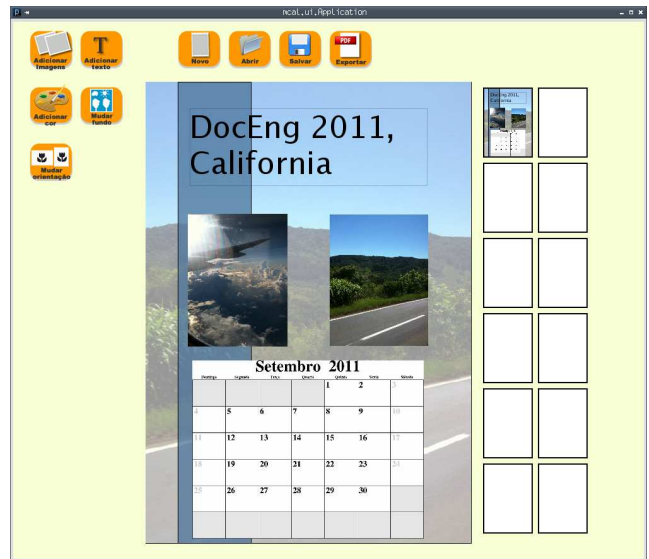 mcal.ui.Application
Adicionar
Imagens
T
Adicionar
texto
Novo
Abrir
Salvar
PDF
Exportar
Adicionar
cor
Mudar
fundo
Mudar
orientação
DocEng 2011,
California
Setembro 2011
Domingo Segunda Terça Quarta Quinta Sexta Sábado
1 2 3
4 5 6 7 8 9 10
11 12 13 14 15 16 17
18 19 20 21 22 23 24
25 26 27 28 29 30
DocEng 2011,
California